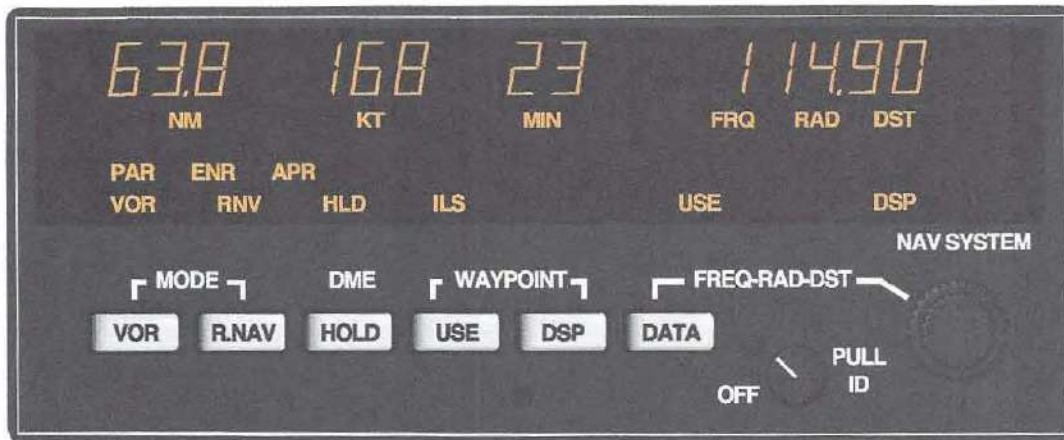 63.8 168 23 114.90
NM KT MIN FRQ RAD DST
PAR ENR APR
VOR RNV HLD ILS USE DSP
NAV SYSTEM
MODE DME WAYPOINT FREQ-RAD-DST
VOR R.NAV HOLD USE DSP DATA
PULL
OFF ID